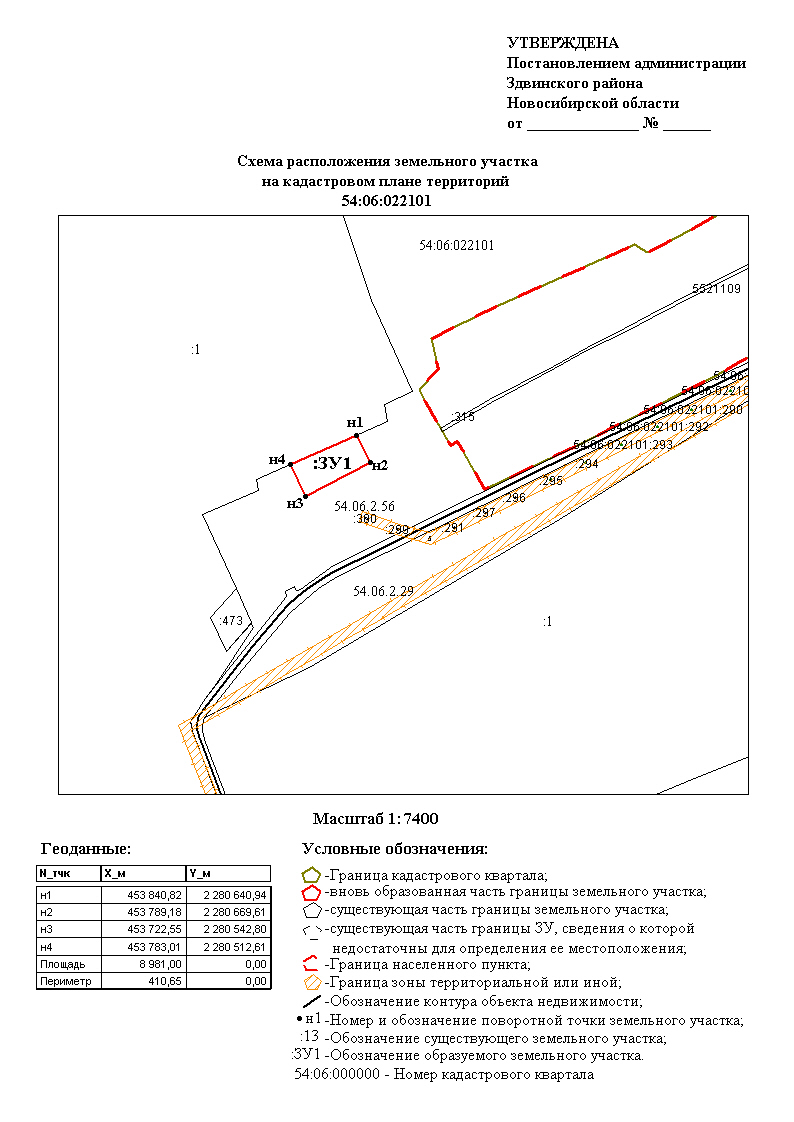 УТВЕРЖДЕНА
Постановлением администрации
Здвинского района
Новосибирской области
от ______________ № ______
Схема расположения земельного участка
на кадастровом плане территорий
54:06:022101
54:06:022101
5521109
:1
54:06:
54:06:02210
54:06:022101:290
:315
54:06:022101:292
н1
54:06:022101:293
н4 :ЗУ1 н2
:294
:295
н3
:296
54.06.2.56
:297
:291
:299
54.06.2.29
:473
:1
Масштаб 1: 7400
Геоданные:
N_тчк X_м Y_м
н1 453 840,82 2 280 640,94
н2 453 789,18 2 280 669,61
н3 453 722,55 2 280 542,80
н4 453 783,01 2 280 512,61
Площадь 8 981,00 0,00
Периметр 410,65 0,00
Условные обозначения:
-Граница кадастрового квартала;
-вновь образованная часть границы земельного участка;
-существующая часть границы земельного участка;
-существующая часть границы ЗУ, сведения о которой
недостаточны для определения ее местоположения;
-Граница населенного пункта;
-Граница зоны территориальной или иной;
-Обозначение контура объекта недвижимости;
н1 -Номер и обозначение поворотной точки земельного участка;
:13 -Обозначение существующего земельного участка;
:ЗУ1 -Обозначение образуемого земельного участка.
54:06:000000 - Номер кадастрового квартала